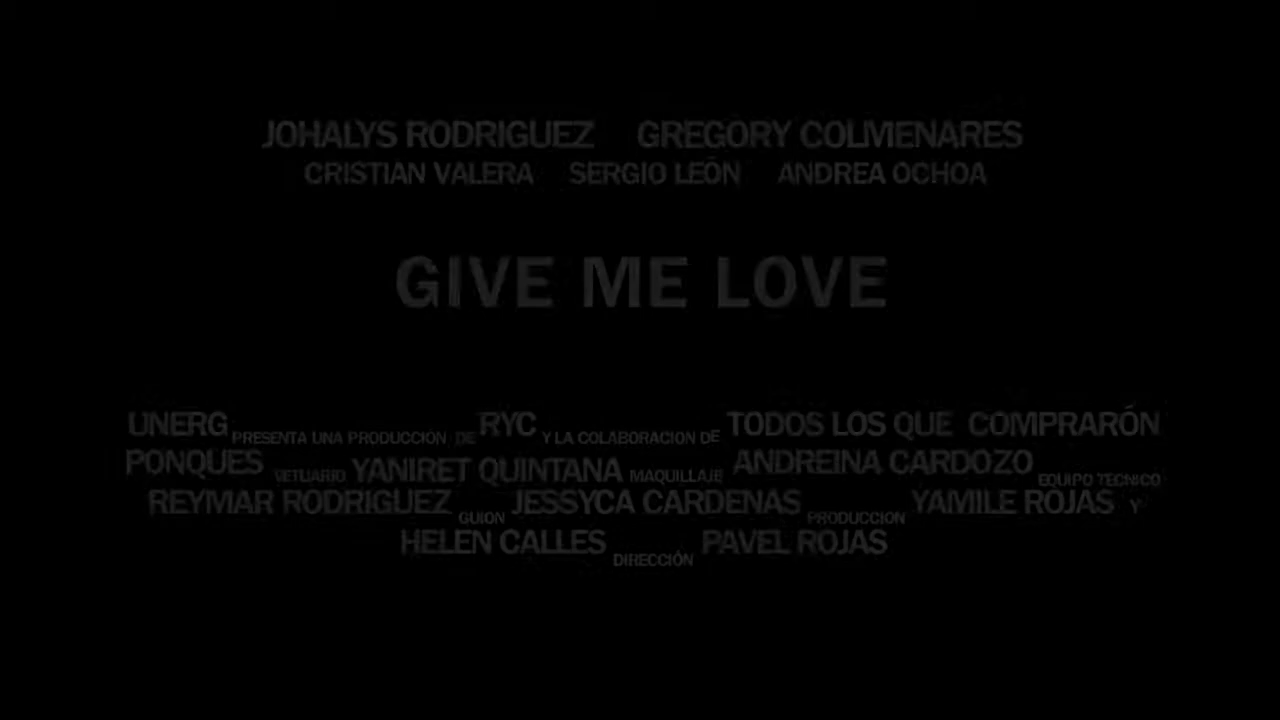 JOHALYS RODRIGUEZ GREGORY COLMENARES
CRISTIAN VALERA SERGIO LEÓN ANDREA OCHOA
GIVE ME LOVE
UNERG PRESENTA UNA PRODUCCIÓN DE RYC Y LA COLABORACION DE TODOS LOS QUE COMPRARÓN
PONQUES VETUARIO YANIRET QUINTANA MAQUILLAJE ANDREINA CARDOZO EQUIPO TECNICO
REYMAR RODRIGUEZ GUION JESSYCA CARDENAS PRODUCCION YAMILE ROJAS Y
HELEN CALLES DIRECCIÓN PAVEL ROJAS